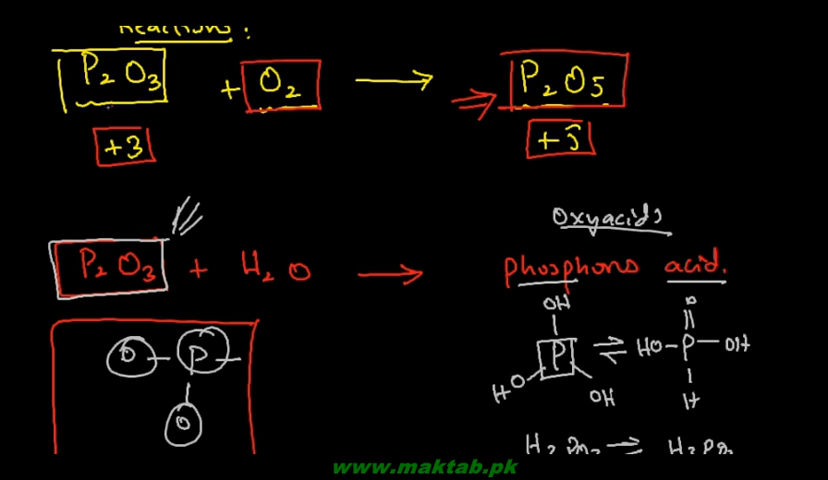 Reactions:
P₂O₃ + O₂ → P₂O₅
+3 +5
Oxyacids
P₂O₃ + H₂O → phosphorus acid.
OH
O
O P P HO P OH
HO OH H
O
www.maktab.pk